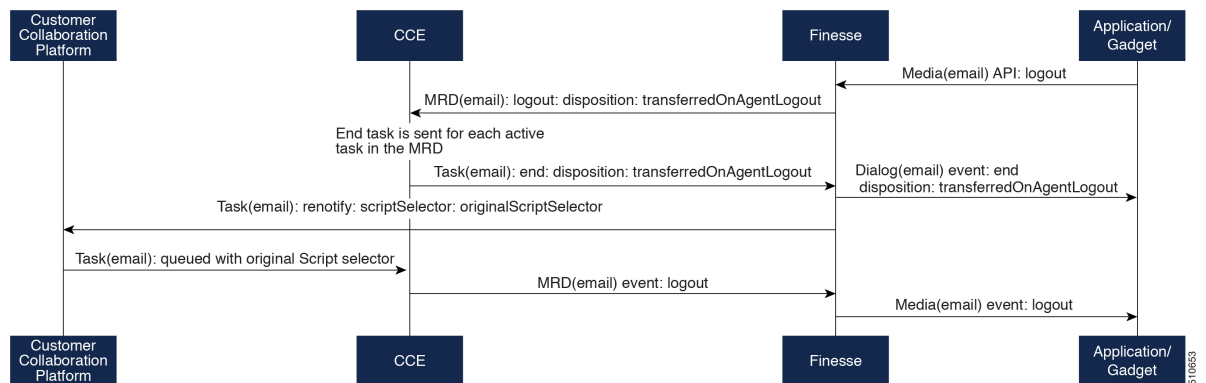 Customer
Collaboration
Platform
CCE
Finesse
Application/
Gadget
Media(email) API: logout
MRD(email): logout: disposition: transferredOnAgentLogout
End task is sent for each active
task in the MRD
Task(email): end: disposition: transferredOnAgentLogout
Dialog(email) event: end
disposition: transferredOnAgentLogout
Task(email): renotify: scriptSelector: originalScriptSelector
Task(email): queued with original Script selector
MRD(email) event: logout
Media(email) event: logout
Customer
Collaboration
Platform
CCE
Finesse
Application/
Gadget
510653